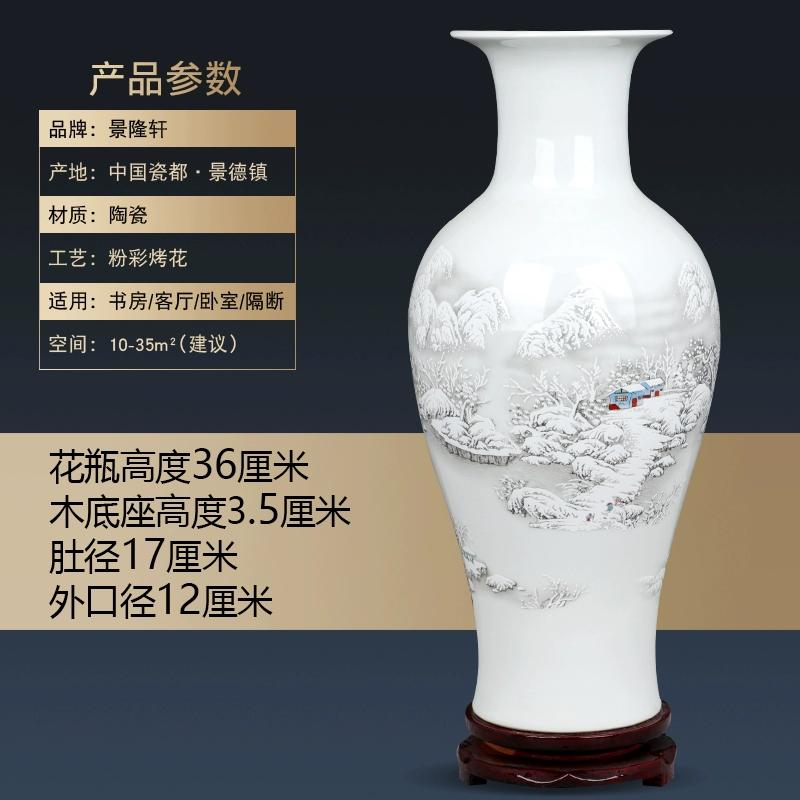 产品参数
品牌：景隆轩
产地：中国瓷都·景德镇
材质：陶瓷
工艺：粉彩烤花
适用：书房/客厅/卧室/隔断
空间：10-35m²(建议)
花瓶高度36厘米
木底座高度3.5厘米
肚径17厘米
外口径12厘米